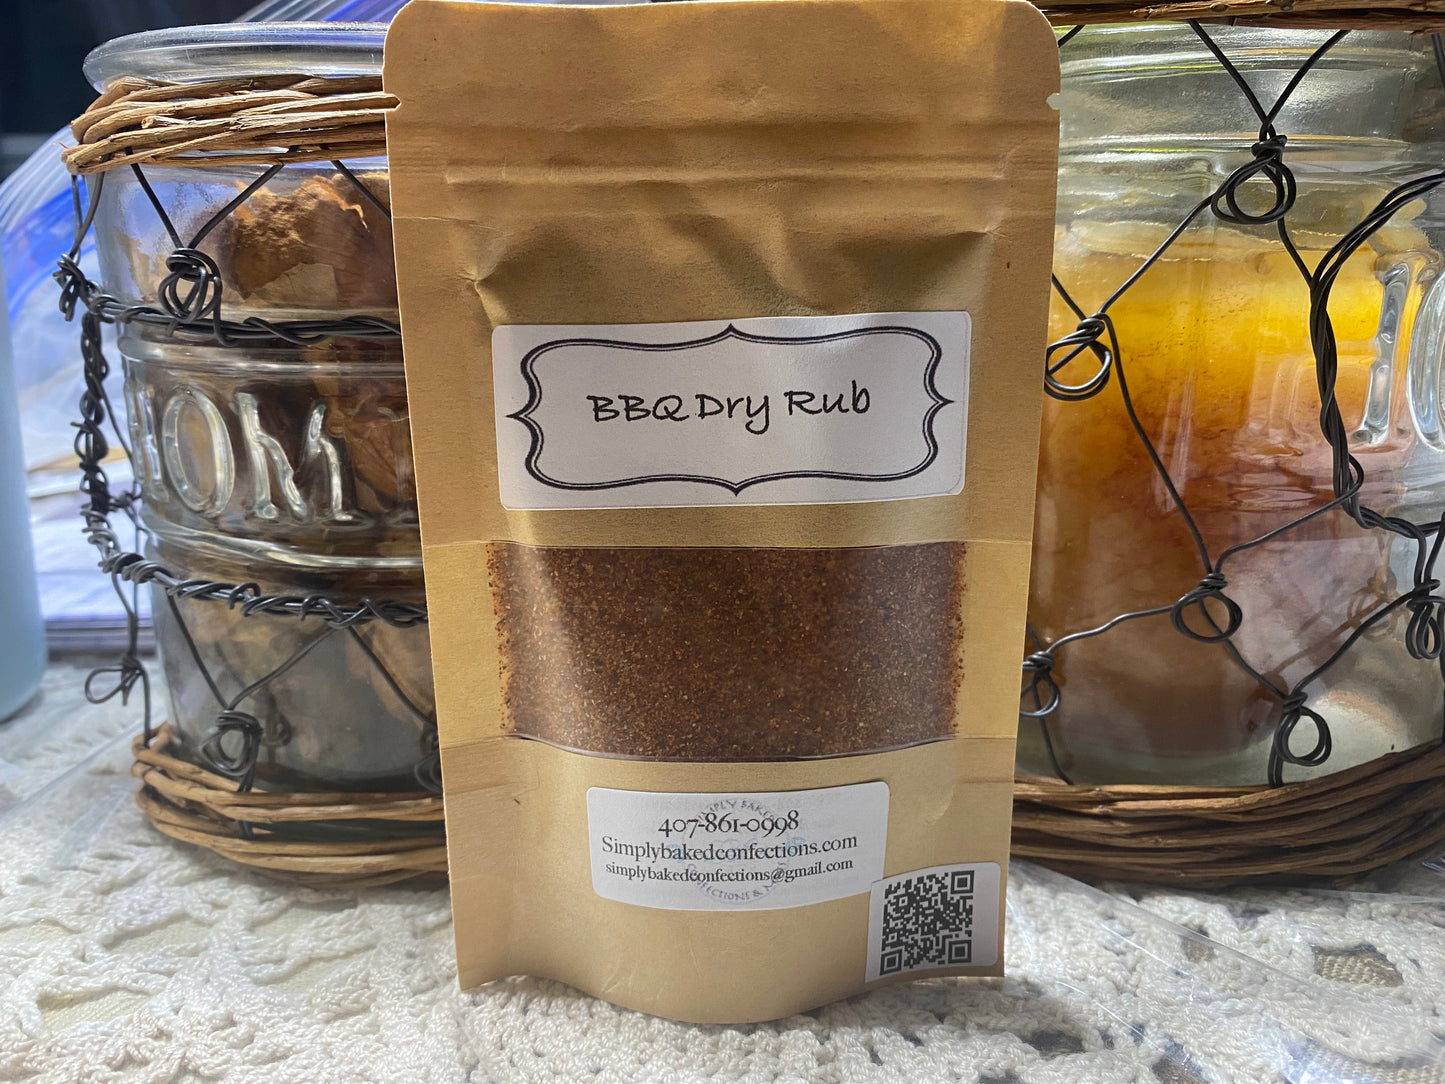 BBQ Dry Rub
407-861-0998
Simplybakedconfections.com
simplybakedconfections@gmail.com